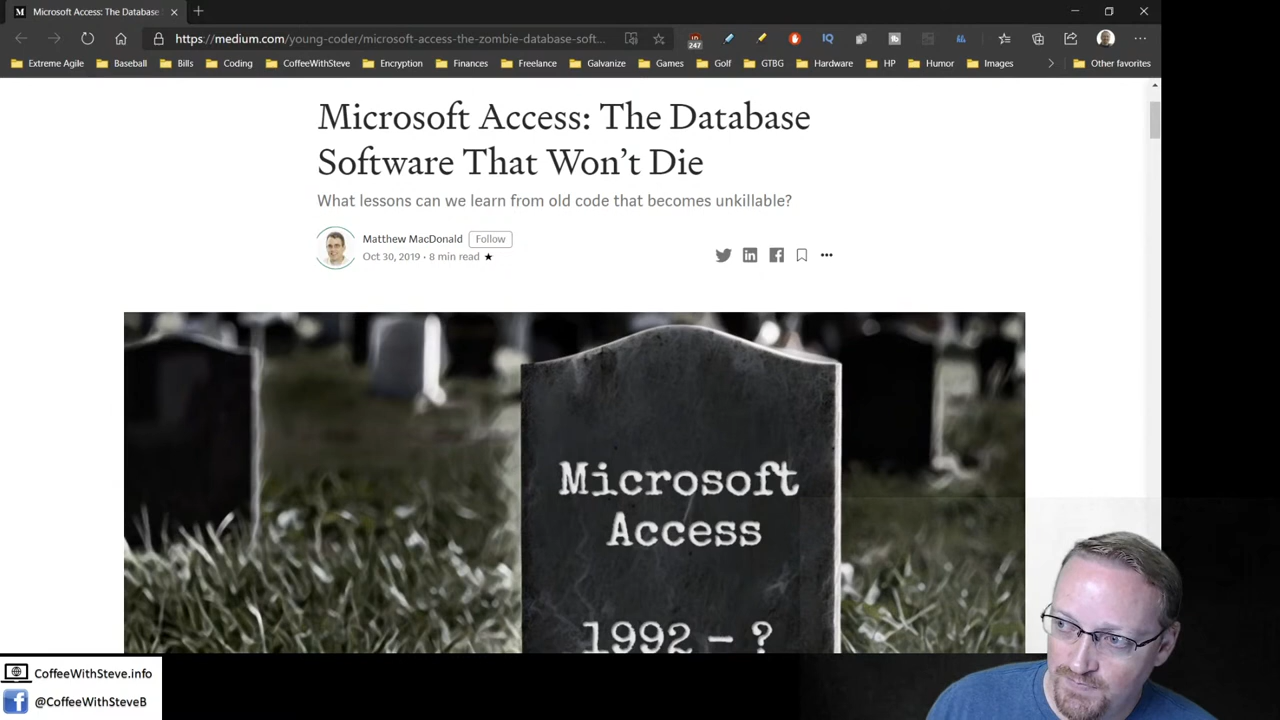 M Microsoft Access: The Database
https://medium.com/young-coder/microsoft-access-the-zombie-database-soft...
247
IQ
Extreme Agile
Baseball
Bills
Coding
CoffeeWithSteve
Encryption
Finances
Freelance
Galvanize
Games
Golf
GTBG
Hardware
HP
Humor
Images
Other favorites
Microsoft Access: The Database
Software That Won’t Die
What lessons can we learn from old code that becomes unkillable?
Matthew MacDonald
Follow
Oct 30, 2019 · 8 min read ★
Microsoft
Access
1992 – ?
CoffeeWithSteve.info
@CoffeeWithSteveB